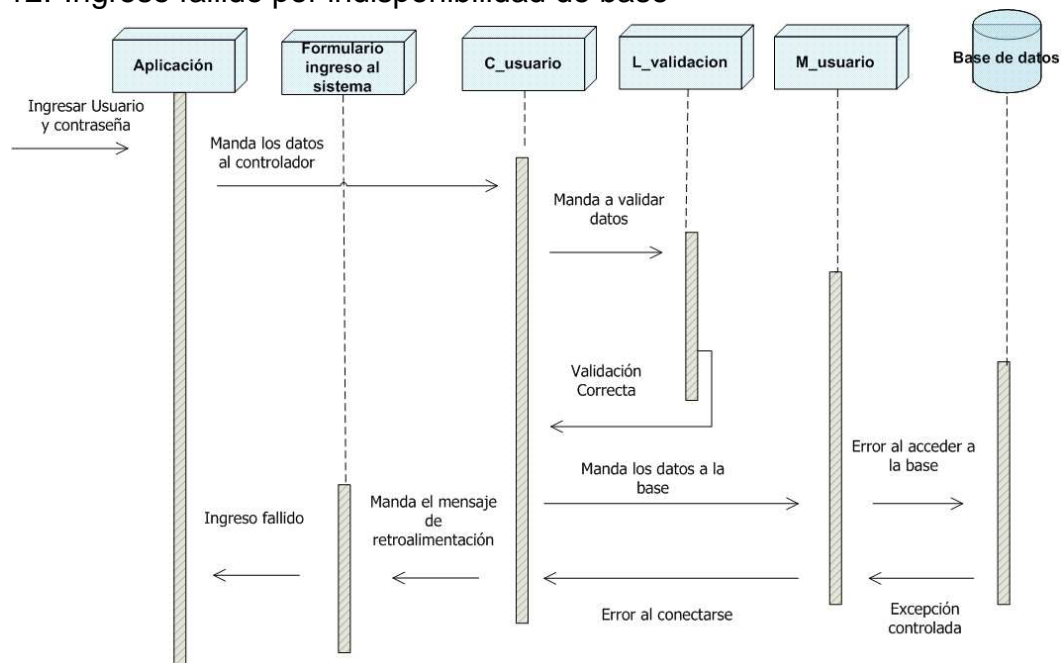 12. Ingreso fallido por indisponibilidad de base
Aplicación
Formulario
ingreso al
sistema
C_usuario
L_validacion
M_usuario
Base de datos
Ingresar Usuario
y contraseña
Manda los datos
al controlador
Manda a validar
datos
Validación
Correcta
Manda los datos a la
base
Error al acceder a
la base
Ingreso fallido
Manda el mensaje
de
retroalimentación
Error al conectarse
Excepción
controlada